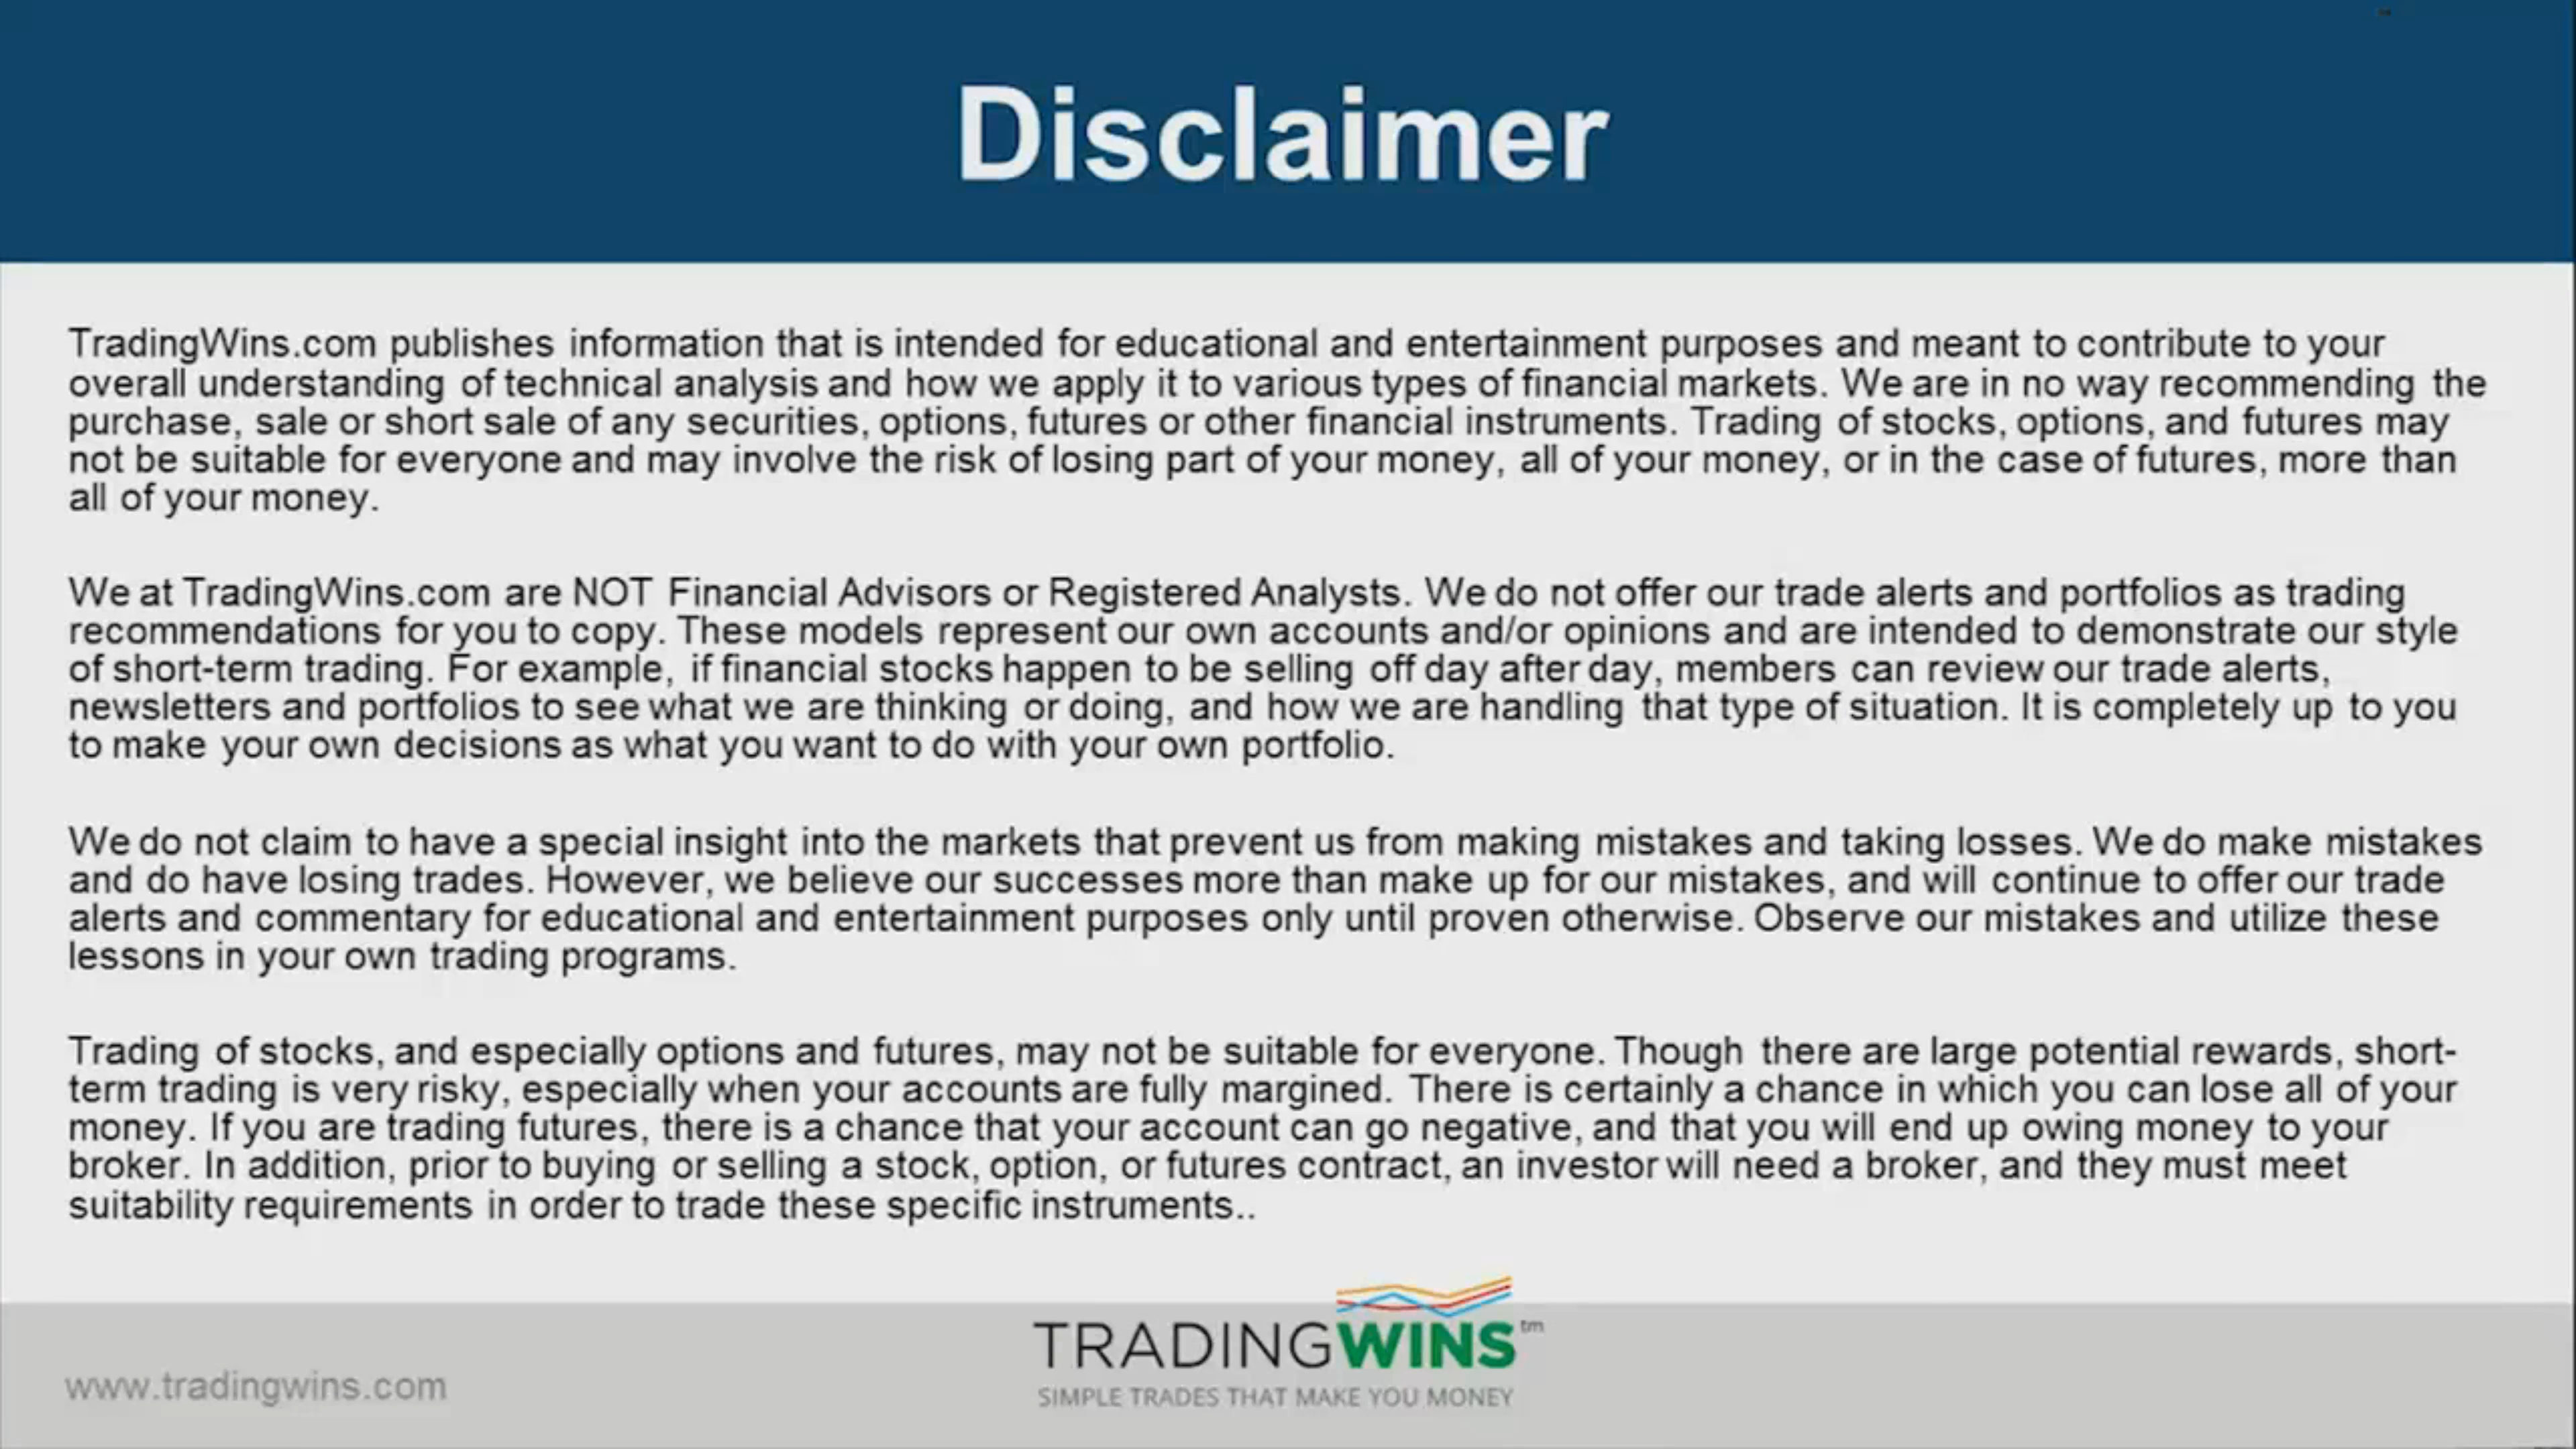 Disclaimer
TradingWins.com publishes information that is intended for educational and entertainment purposes and meant to contribute to your
overall understanding of technical analysis and how we apply it to various types of financial markets. We are in no way recommending the
purchase, sale or short sale of any securities, options, futures or other financial instruments. Trading of stocks, options, and futures may
not be suitable for everyone and may involve the risk of losing part of your money, all of your money, or in the case of futures, more than
all of your money.
We at TradingWins.com are NOT Financial Advisors or Registered Analysts. We do not offer our trade alerts and portfolios as trading
recommendations for you to copy. These models represent our own accounts and/or opinions and are intended to demonstrate our style
of short-term trading. For example, if financial stocks happen to be selling off day after day, members can review our trade alerts,
newsletters and portfolios to see what we are thinking or doing, and how we are handling that type of situation. It is completely up to you
to make your own decisions as what you want to do with your own portfolio.
We do not claim to have a special insight into the markets that prevent us from making mistakes and taking losses. We do make mistakes
and do have losing trades. However, we believe our successes more than make up for our mistakes, and will continue to offer our trade
alerts and commentary for educational and entertainment purposes only until proven otherwise. Observe our mistakes and utilize these
lessons in your own trading programs.
Trading of stocks, and especially options and futures, may not be suitable for everyone. Though there are large potential rewards, short-
term trading is very risky, especially when your accounts are fully margined. There is certainly a chance in which you can lose all of your
money. If you are trading futures, there is a chance that your account can go negative, and that you will end up owing money to your
broker. In addition, prior to buying or selling a stock, option, or futures contract, an investor will need a broker, and they must meet
suitability requirements in order to trade these specific instruments..
TRADINGWINS tm
SIMPLE TRADES THAT MAKE YOU MONEY
www.tradingwins.com